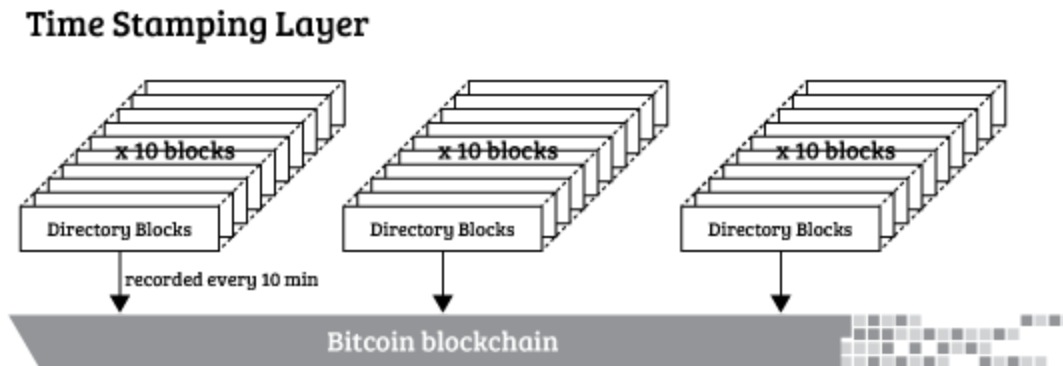 Time Stamping Layer
x 10 blocks
x 10 blocks
x 10 blocks
Directory Blocks
Directory Blocks
Directory Blocks
recorded every 10 min
Bitcoin blockchain